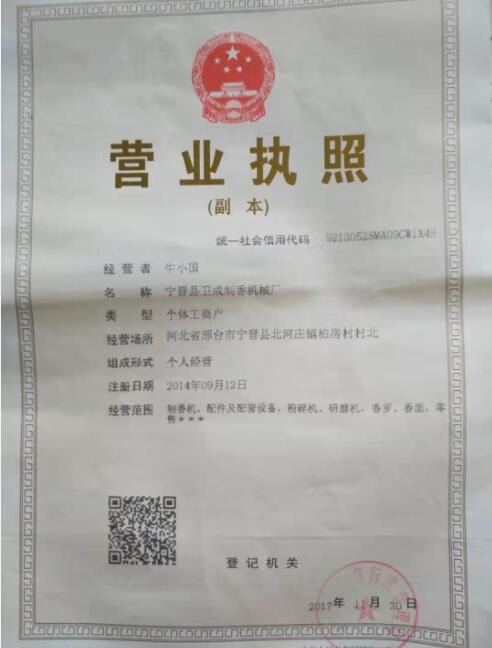 营业执照
(副 本)
统一社会信用代码 92130528MA09CW1X4H
经营者 牛小国
名 称 宁晋县卫成制香机械厂
类 型 个体工商户
经营场所 河北省邢台市宁晋县北河庄镇柏房村村北
组成形式 个人经营
注册日期 2014年09月12日
经营范围 制香机、配件及配套设备、粉碎机、研磨机、香罗、香面、零
售***
登记机关
2017年 11月 30日